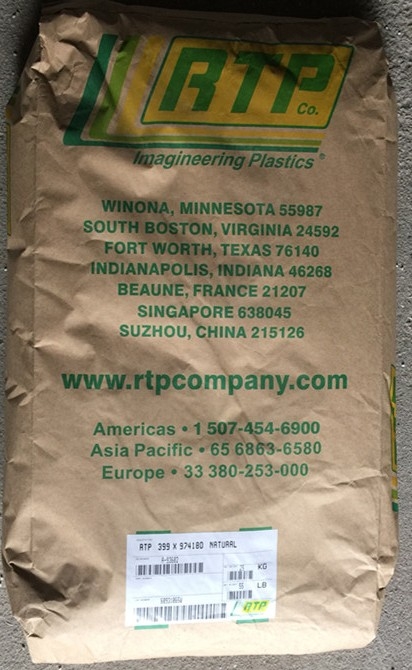 RTP
Co.
Imagineering Plastics®
WINONA, MINNESOTA 55987
SOUTH BOSTON, VIRGINIA 24592
FORT WORTH, TEXAS 76140
INDIANAPOLIS, INDIANA 46268
BEAUNE, FRANCE 21207
SINGAPORE 638045
SUZHOU, CHINA 215126
www.rtpcompany.com
Americas • 1 507-454-6900
Asia Pacific • 65 6863-6580
Europe • 33 380-253-000
RTP 399 X 97418D NATURAL
25 KG
55 LB
RTP